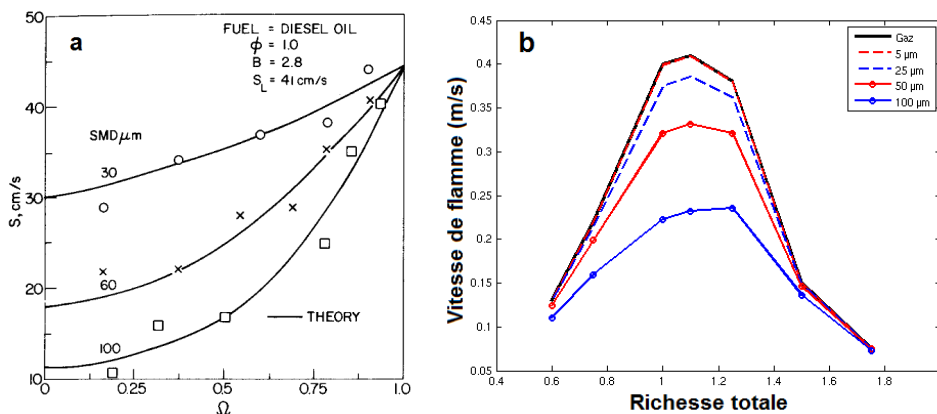 a
FUEL = DIESEL OIL
ϕ = 1.0
B = 2.8
S_L = 41 cm/s
SMD μm
30
60
100
— THEORY
50
40
30
20
10
S, cm/s
0
0.25
0.5
0.75
1.0
Ω
b
Gaz
5 μm
25 μm
50 μm
100 μm
0.45
0.4
0.35
0.3
0.25
0.2
0.15
0.1
0.05
Vitesse de flamme (m/s)
0.4
0.6
0.8
1
1.2
1.4
1.6
1.8
Richesse totale